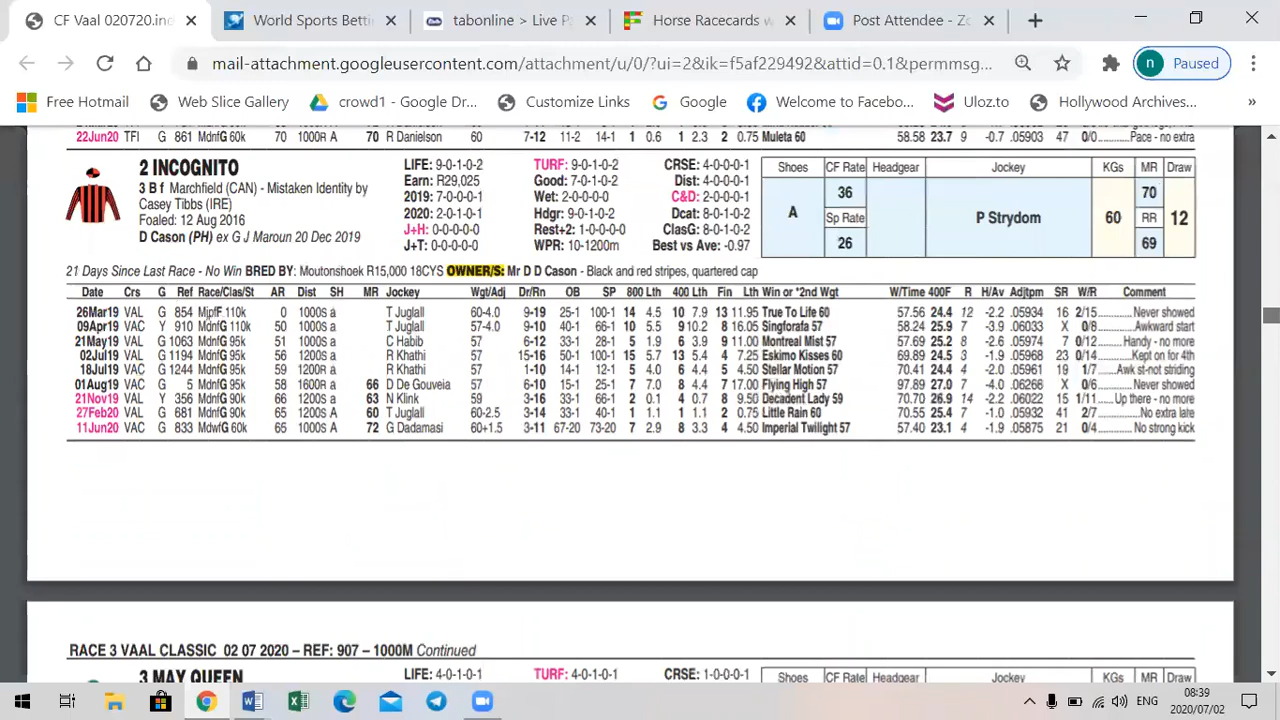 CF Vaal 020720.ine
World Sports Bett
tabonline > Live P
Horse Racecards w
Post Attendee - Zo
mail-attachment.googleusercontent.com/attachment/u/0/?ui=2&ik=f5af229492&attid=0.1&permmsg...
n Paused
Free Hotmail
Web Slice Gallery
crowd1 - Google Dr...
Customize Links
Google
Welcome to Facebo...
Uloz.to
Hollywood Archives...
»
22Jun20 TFI G 861 MdnfG 60k 70 1000R A 70 R Danielson 60 7-12 11-2 14-1 1 0.6 1 2.3 2 0.75 Muleta 60 58.58 23.7 9 -0.7 .05903 47 0/0 Pace - no extra
2 INCOGNITO
3 B f Marchfield (CAN) - Mistaken Identity by
Casey Tibbs (IRE)
Foaled: 12 Aug 2016
D Cason (PH) ex G J Maroun 20 Dec 2019
LIFE: 9-0-1-0-2 TURF: 9-0-1-0-2 CRSE: 4-0-0-0-1
Earn: R29,025 Good: 7-0-1-0-2 Dist: 4-0-0-0-1
2019: 7-0-0-0-1 Wet: 2-0-0-0-0 C&D: 2-0-0-0-1
2020: 2-0-1-0-1 Hdgr: 9-0-1-0-2 Dcat: 8-0-1-0-2
J+H: 0-0-0-0-0 Rest+2: 1-0-0-0-0 ClasG: 8-0-1-0-2
J+T: 0-0-0-0-0 WPR: 10-1200m Best vs Ave: -0.97
Shoes CF Rate Headgear Jockey KGs MR Draw
A 36 P Strydom 60 70 12
Sp Rate RR
26 69
21 Days Since Last Race - No Win BRED BY: Moutonshoek R15,000 18CYS OWNER/S: Mr D D Cason - Black and red stripes, quartered cap
Date Crs G Ref Race/Clas/St AR Dist SH MR Jockey Wgt/Adj Dr/Rn OB SP 800 Lth 400 Lth Fin Lth Win or *2nd Wgt W/Time 400F R H/Av Adjtpm SR W/R Comment
26Mar19 VAL G 854 MjpfF 110k 0 1000S a T Juglall 60-4.0 9-19 25-1 100-1 14 4.5 10 7.9 13 11.95 True To Life 60 57.56 24.4 12 -2.2 .05934 16 2/15 Never showed
09Apr19 VAC Y 910 MdnfG 110k 50 1000S a T Juglall 57-4.0 9-10 40-1 66-1 10 5.5 9 10.2 8 16.05 Singforafa 57 58.24 25.9 7 -3.9 .06039 X 0/8 Awkward start
21May19 VAL G 1063 MdnfG 95k 51 1000S a C Habib 57 6-12 33-1 28-1 5 1.9 6 3.9 9 11.00 Montreal Mist 57 57.69 25.2 8 -2.6 .05974 7 0/12 Handy - no more
02Jul19 VAL G 1194 MdnfG 95k 56 1200S a R Khathi 57 15-16 50-1 100-1 15 5.7 13 5.4 4 7.25 Eskimo Kisses 60 69.89 24.5 3 -1.9 .05968 23 0/14 Kept on for 4th
18Jul19 VLC G 1244 MdnfG 95k 59 1200R a R Khathi 57 1-10 14-1 12-1 5 4.0 6 4.4 5 4.50 Stellar Motion 57 70.41 24.4 4 -2.0 .05961 19 1/7 Awk st-not striding
01Aug19 VAC G 5 MdnfG 95k 58 1600R a 66 D De Gouveia 57 6-10 15-1 25-1 7 7.0 8 4.4 7 17.00 Flying High 57 97.89 27.0 7 -4.0 .06266 X 0/6 Never showed
21Nov19 VAL Y 356 MdnfG 90k 66 1200S a 63 N Klink 59 3-16 33-1 66-1 2 0.1 4 0.7 8 9.50 Decadent Lady 59 70.70 26.9 14 -2.2 .06022 15 1/11 Up there - no more
27Feb20 VAL G 681 MdnfG 90k 65 1200S A 60 T Juglall 60-2.5 3-14 33-1 40-1 1 1.1 1 1.1 2 0.75 Little Rain 60 70.55 25.4 7 -1.0 .05932 41 2/7 No extra late
11Jun20 VAC G 833 MdwfG 60k 65 1000S A 72 G Dadamasi 60+1.5 3-11 67-20 73-20 7 2.9 8 3.3 4 4.50 Imperial Twilight 57 57.40 23.1 4 -1.9 .05875 21 0/4 No strong kick
RACE 3 VAAL CLASSIC 02 07 2020 – REF: 907 – 1000M Continued
3 MAY QUEEN LIFE: 4-0-1-0-1 TURF: 4-0-1-0-1 CRSE: 1-0-0-0-0
Shoes CF Rate Headgear Jockey KGs MR Draw
ENG
08:39
2020/07/02